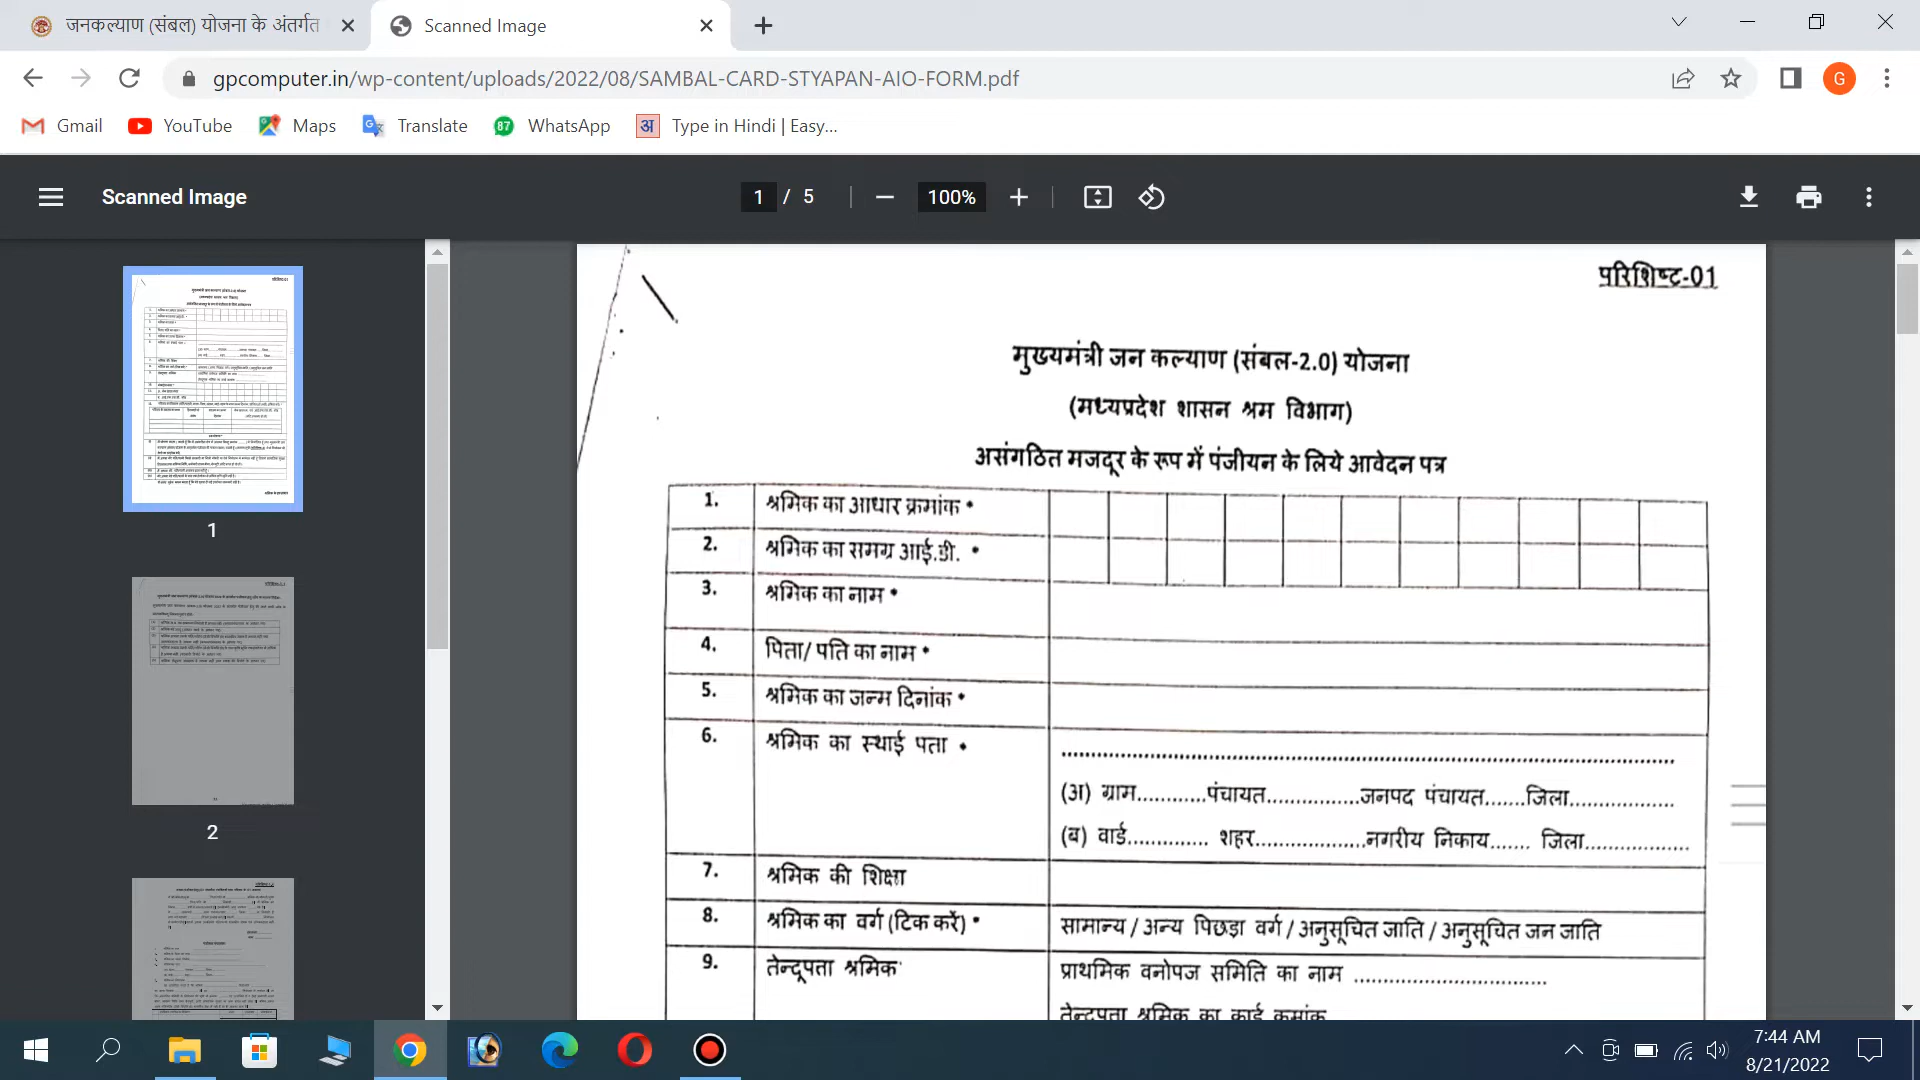 जनकल्याण (संबल) योजना के अंतर्गत
Scanned Image
gpcomputer.in/wp-content/uploads/2022/08/SAMBAL-CARD-STYAPAN-AIO-FORM.pdf
G
Gmail
YouTube
Maps
Translate
87
WhatsApp
अ
Type in Hindi | Easy...
Scanned Image
1 / 5
100%
1
2
परिशिष्ट-01
मुख्यमंत्री जन कल्याण (संबल-2.0) योजना
(मध्यप्रदेश शासन श्रम विभाग)
असंगठित मजदूर के रूप में पंजीयन के लिये आवेदन पत्र
1. श्रमिक का आधार क्रमांक *
2. श्रमिक का समग्र आई.डी. *
3. श्रमिक का नाम *
4. पिता/ पति का नाम *
5. श्रमिक का जन्म दिनांक *
6. श्रमिक का स्थाई पता *
(अ) ग्राम...........पंचायत................जनपद पंचायत.......जिला..................
(ब) वार्ड.............. शहर...................नगरीय निकाय....... जिला..................
7. श्रमिक की शिक्षा
8. श्रमिक का वर्ग (टिक करें) * सामान्य / अन्य पिछड़ा वर्ग / अनुसूचित जाति / अनुसूचित जन जाति
9. तेन्दूपता श्रमिक प्राथमिक वनोपज समिति का नाम .................................
तेन्दूपता श्रमिक का कार्ड क्रमांक
7:44 AM
8/21/2022